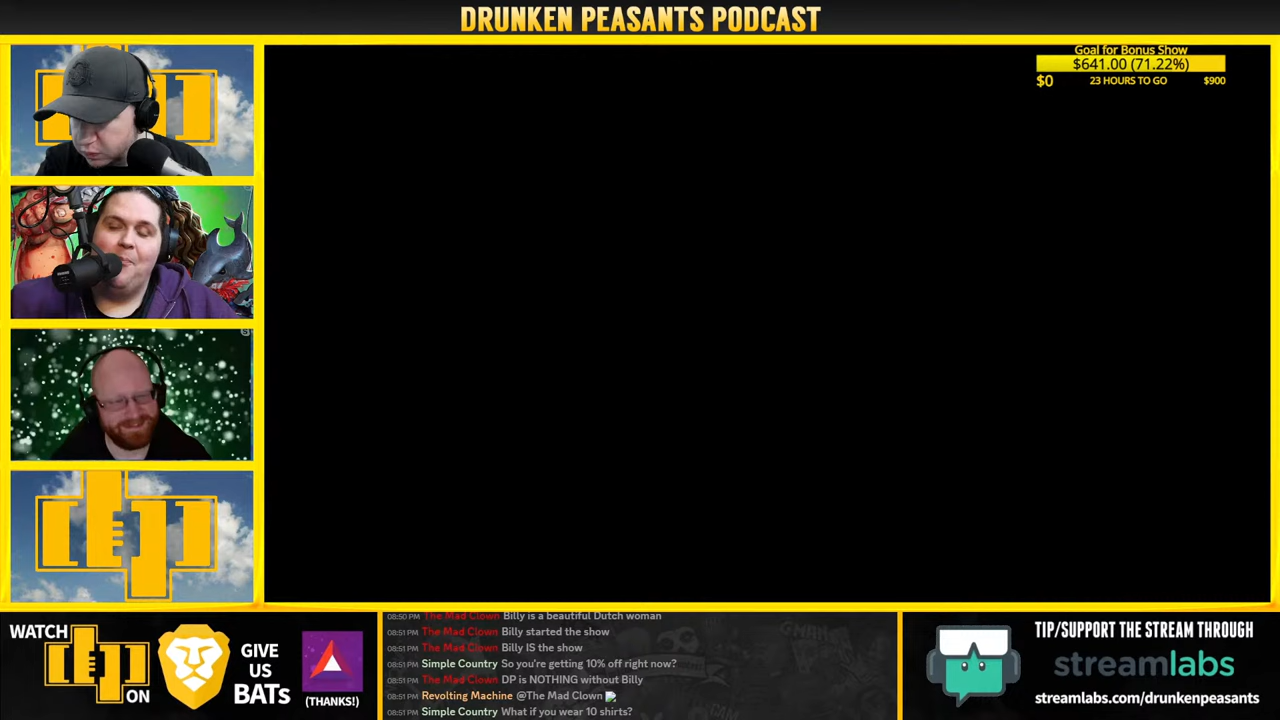 DRUNKEN PEASANTS PODCAST
Goal for Bonus Show
$641.00 (71.22%)
$0 23 HOURS TO GO $900
WATCH
ON
GIVE
US
BATs
(THANKS!)
08:50 PM The Mad Clown Billy is a beautiful Dutch woman
08:51 PM The Mad Clown Billy started the show
08:51 PM The Mad Clown Billy IS the show
08:51 PM Simple Country So you're getting 10% off right now?
08:51 PM The Mad Clown DP is NOTHING without Billy
08:51 PM Revolting Machine @The Mad Clown
08:51 PM Simple Country What if you wear 10 shirts?
TIP/SUPPORT THE STREAM THROUGH
streamlabs
streamlabs.com/drunkenpeasants